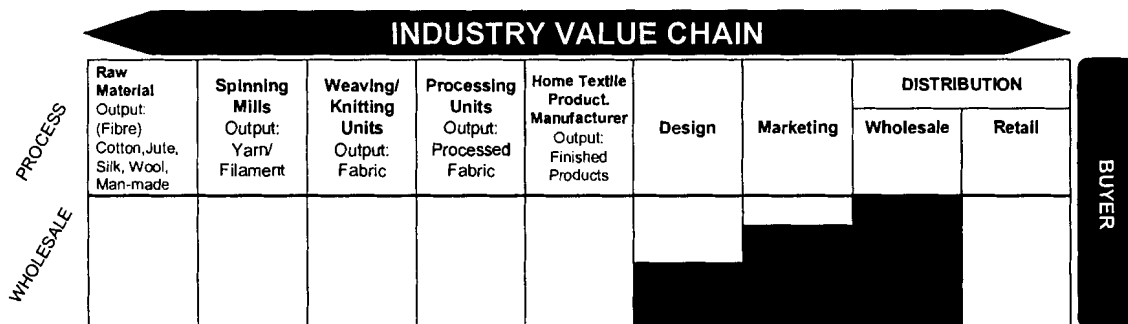 INDUSTRY VALUE CHAIN
PROCESS
Raw
Material
Output:
(Fibre)
Cotton,Jute,
Silk, Wool,
Man-made
Spinning
Mills
Output:
Yarn/
Filament
Weaving/
Knitting
Units
Output:
Fabric
Processing
Units
Output:
Processed
Fabric
Home Textile
Product.
Manufacturer
Output:
Finished
Products
Design
Marketing
DISTRIBUTION
Wholesale
Retail
BUYER
WHOLESALE